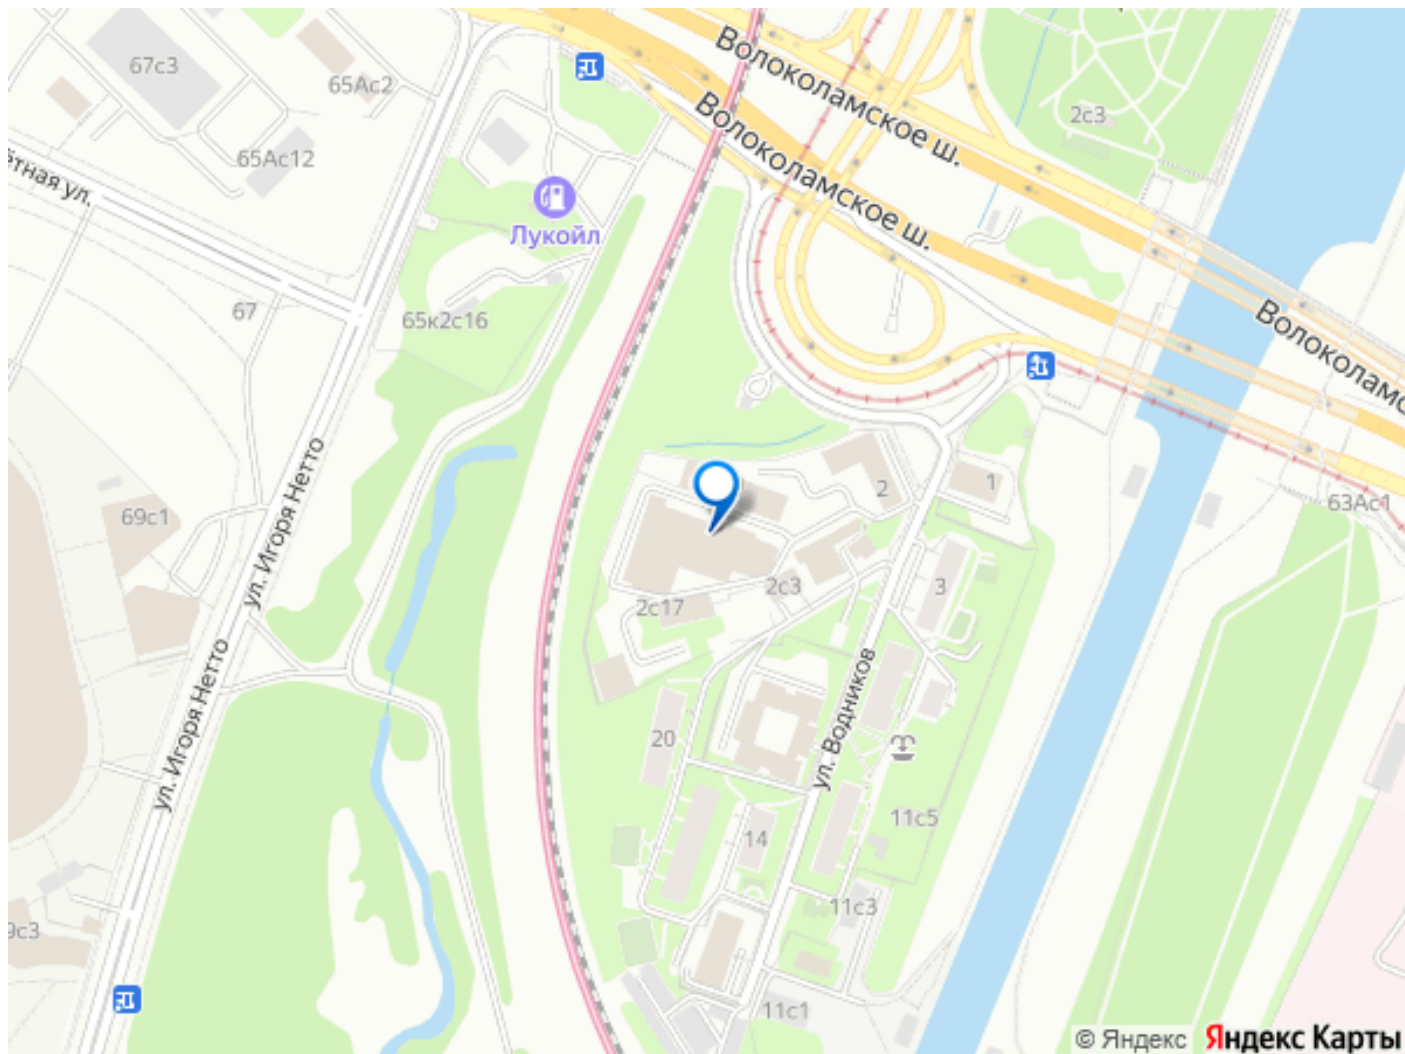 67с3
65Ас2
Волоколамское ш.
2с3
Волоколамское ш.
65Ас12
ётная ул.
Лукойл
67
65к2с16
Волоколамс
ул. Игоря Нетто
2
1
63Ас1
69с1
2с3
3
2с17
ул. Игоря Нетто
ул. Водников
20
14
11с5
11с3
9с3
11с1
© Яндекс Яндекс Карты